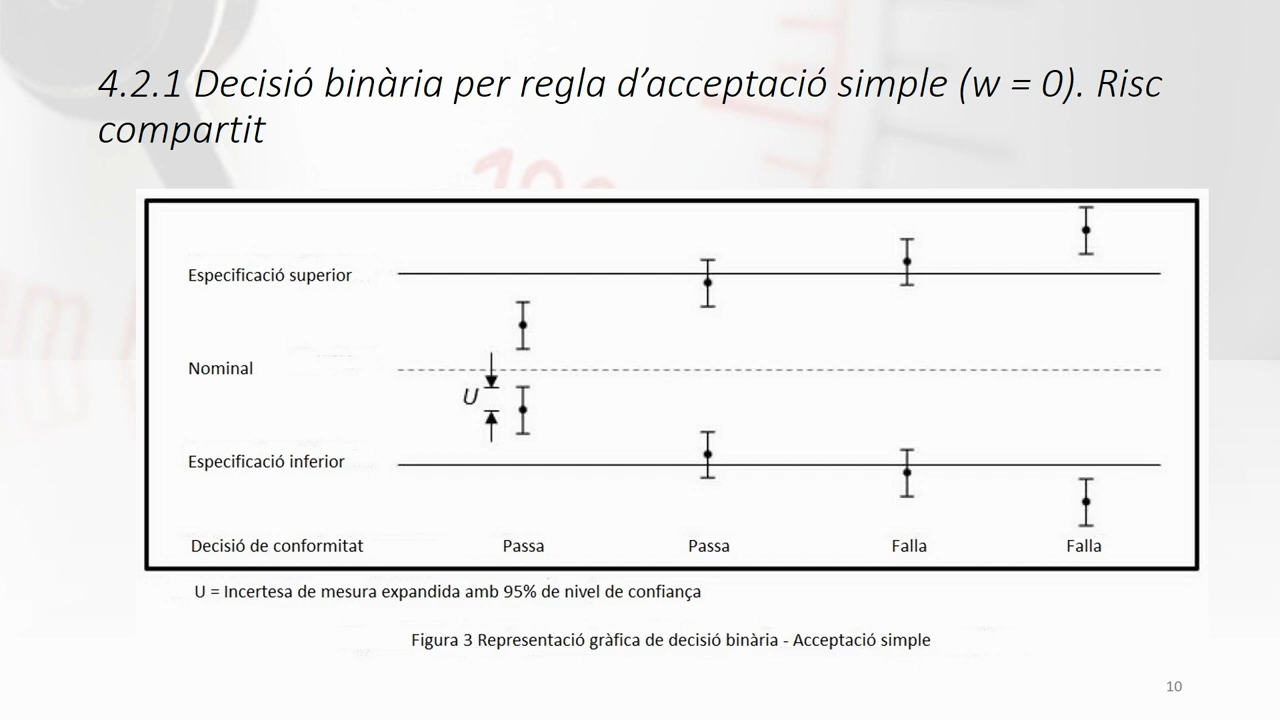 4.2.1 Decisió binària per regla d’acceptació simple (w = 0). Risc
compartit
Especificació superior
Nominal
U
Especificació inferior
Decisió de conformitat Passa Passa Falla Falla
U = Incertesa de mesura expandida amb 95% de nivel de confiança
Figura 3 Representació gràfica de decisió binària - Acceptació simple
10